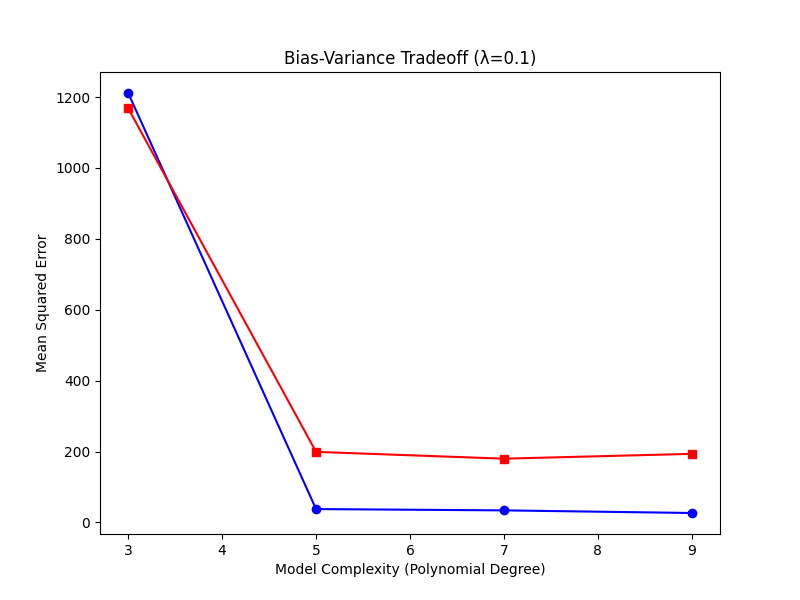 Bias-Variance Tradeoff (λ=0.1)
Mean Squared Error
1200
1000
800
600
400
200
0
3 4 5 6 7 8 9
Model Complexity (Polynomial Degree)